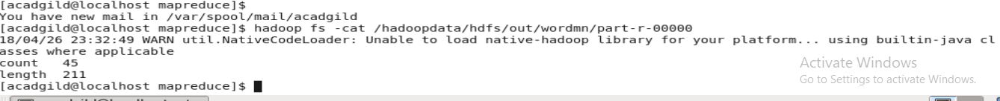 [acadgild@localhost mapreduce]$
You have new mail in /var/spool/mail/acadgild
[acadgild@localhost mapreduce]$ hadoop fs -cat /hadoopdata/hdfs/out/wordmn/part-r-00000
18/04/26 23:32:49 WARN util.NativeCodeLoader: Unable to load native-hadoop library for your platform... using builtin-java cl
asses where applicable
count   45
length  211
[acadgild@localhost mapreduce]$
Activate Windows
Go to Settings to activate Windows.